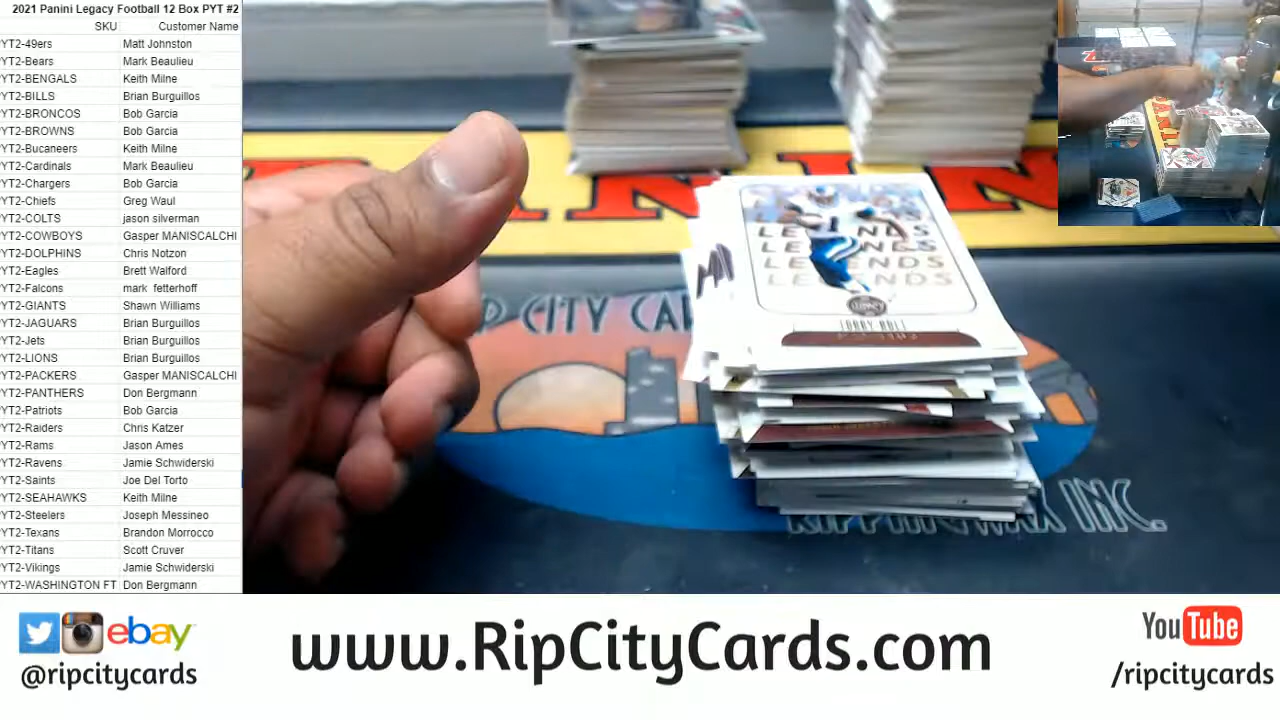 2021 Panini Legacy Football 12 Box PYT #2
SKU Customer Name
YT2-49ers Matt Johnston
YT2-Bears Mark Beaulieu
YT2-BENGALS Keith Milne
YT2-BILLS Brian Burguillos
YT2-BRONCOS Bob Garcia
YT2-BROWNS Bob Garcia
YT2-Bucaneers Keith Milne
YT2-Cardinals Mark Beaulieu
YT2-Chargers Bob Garcia
YT2-Chiefs Greg Waul
YT2-COLTS jason silverman
YT2-COWBOYS Gasper MANISCALCHI
YT2-DOLPHINS Chris Notzon
YT2-Eagles Brett Walford
YT2-Falcons mark fetterhoff
YT2-GIANTS Shawn Williams
YT2-JAGUARS Brian Burguillos
YT2-Jets Brian Burguillos
YT2-LIONS Brian Burguillos
YT2-PACKERS Gasper MANISCALCHI
YT2-PANTHERS Don Bergmann
YT2-Patriots Bob Garcia
YT2-Raiders Chris Katzer
YT2-Rams Jason Ames
YT2-Ravens Jamie Schwiderski
YT2-Saints Joe Del Torto
YT2-SEAHAWKS Keith Milne
YT2-Steelers Joseph Messineo
YT2-Texans Brandon Morrocco
YT2-Titans Scott Cruver
YT2-Vikings Jamie Schwiderski
YT2-WASHINGTON FT Don Bergmann
LEGENDS
LEGENDS
LEGENDS
LEGENDS
TORRY HOLT
P CITY CA
RIPPING WAX INC.
ebay
@ripcitycards
www.RipCityCards.com
YouTube
/ripcitycards